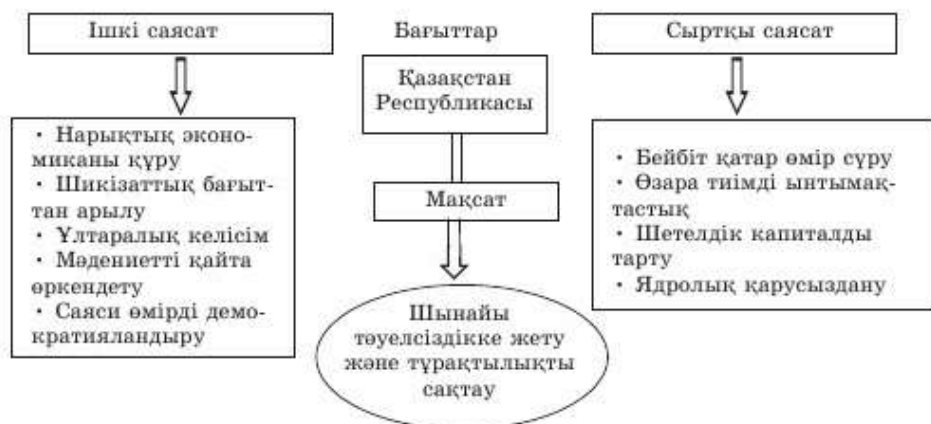 Ішкі саясат
• Нарықтық эконо-
миканы құру
• Шикізаттық бағыт-
тан арылу
• Ұлтаралық келісім
• Мәдениетті қайта
өркендету
• Саяси өмірді демо-
кратияландыру
Бағыттар
Қазақстан
Республикасы
Мақсат
Шынайы
тәуелсіздікке жету
және тұрақтылықты
сақтау
Сыртқы саясат
• Бейбіт қатар өмір сүру
• Өзара тиімді ынтымақ-
тастық
• Шетелдік капиталды
тарту
• Ядролық қарусыздану